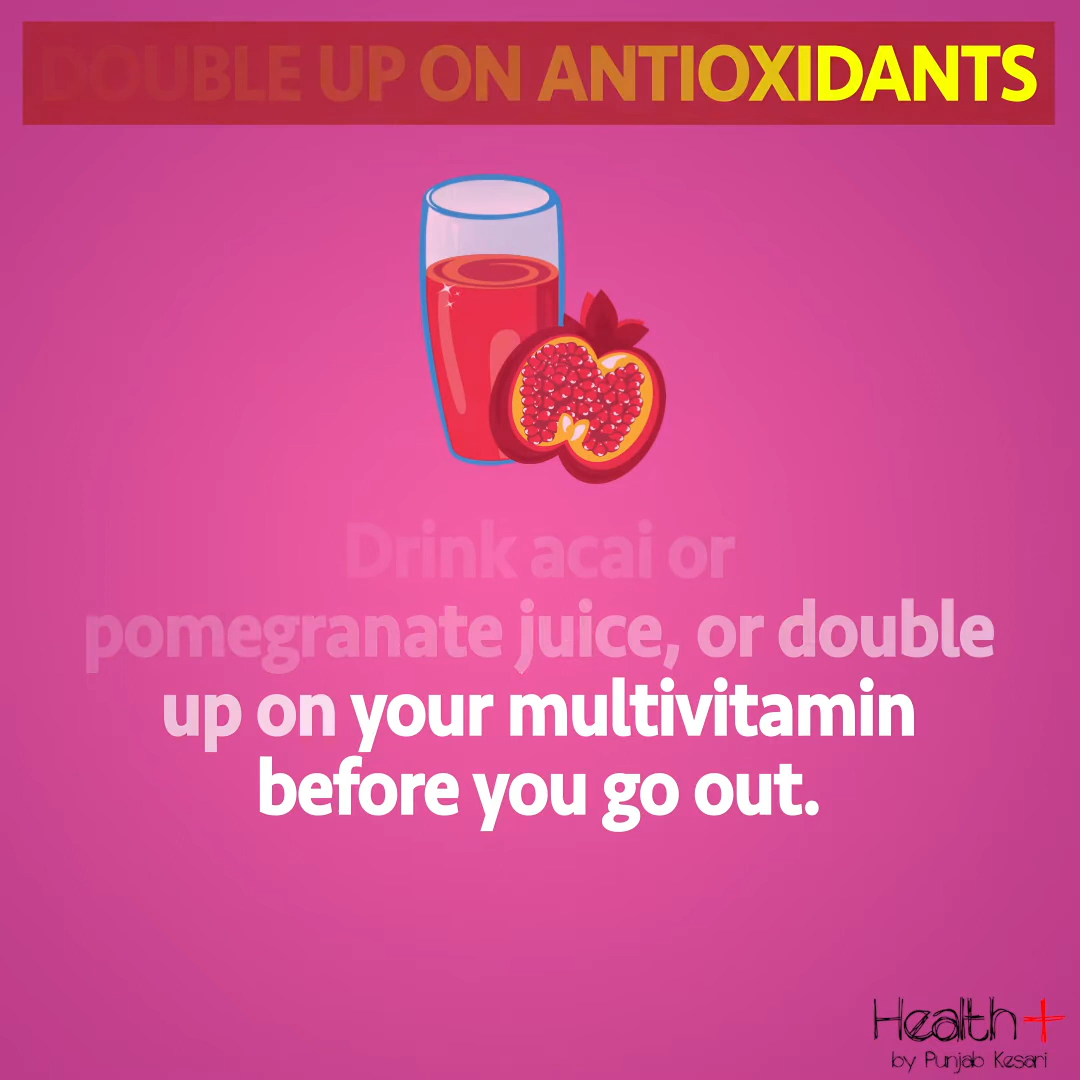 DOUBLE UP ON ANTIOXIDANTS
Drink acai or
pomegranate juice, or double
up on your multivitamin
before you go out.
Health+
by Punjab Kesari